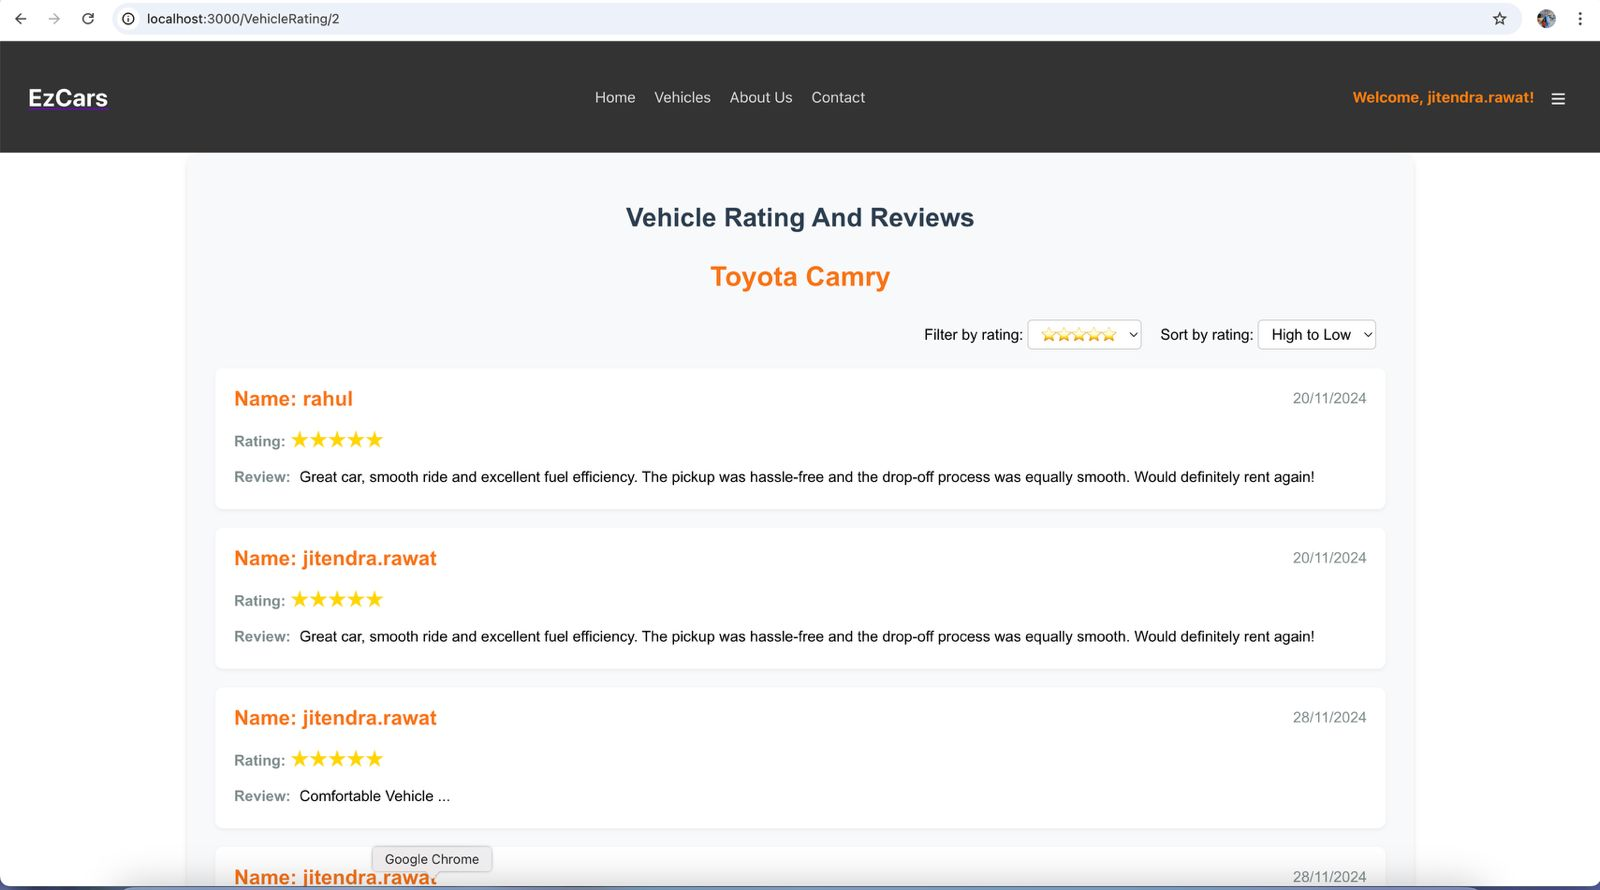 localhost:3000/VehicleRating/2
EzCars
Home Vehicles About Us Contact
Welcome, jitendra.rawat!
Vehicle Rating And Reviews
Toyota Camry
Filter by rating: ⭐⭐⭐⭐⭐ Sort by rating: High to Low
Name: rahul 20/11/2024
Rating: ★★★★★
Review: Great car, smooth ride and excellent fuel efficiency. The pickup was hassle-free and the drop-off process was equally smooth. Would definitely rent again!
Name: jitendra.rawat 20/11/2024
Rating: ★★★★★
Review: Great car, smooth ride and excellent fuel efficiency. The pickup was hassle-free and the drop-off process was equally smooth. Would definitely rent again!
Name: jitendra.rawat 28/11/2024
Rating: ★★★★★
Review: Comfortable Vehicle ...
Google Chrome
Name: jitendra.rawat 28/11/2024